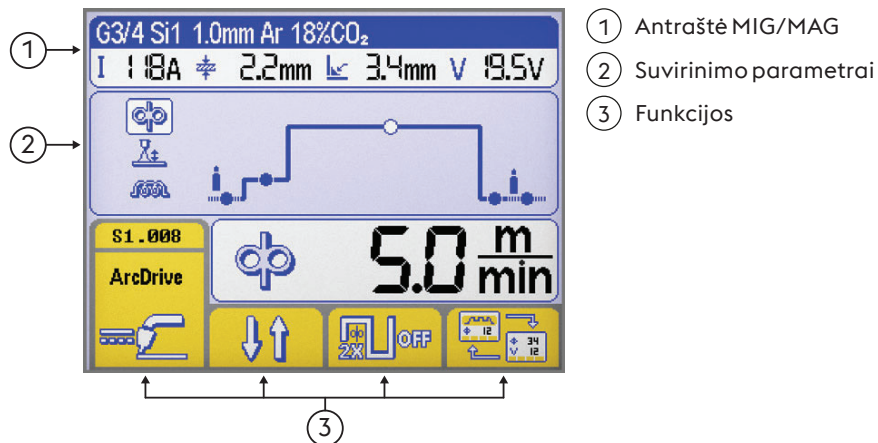 G3/4 Si1 1.0mm Ar 18%CO₂
I 118A 2.2mm 3.4mm V 19.5V
S1.008
ArcDrive
5.0 m/min
2X OFF
12
34
V 12
1
2
3
1 Antraštė MIG/MAG
2 Suvirinimo parametrai
3 Funkcijos